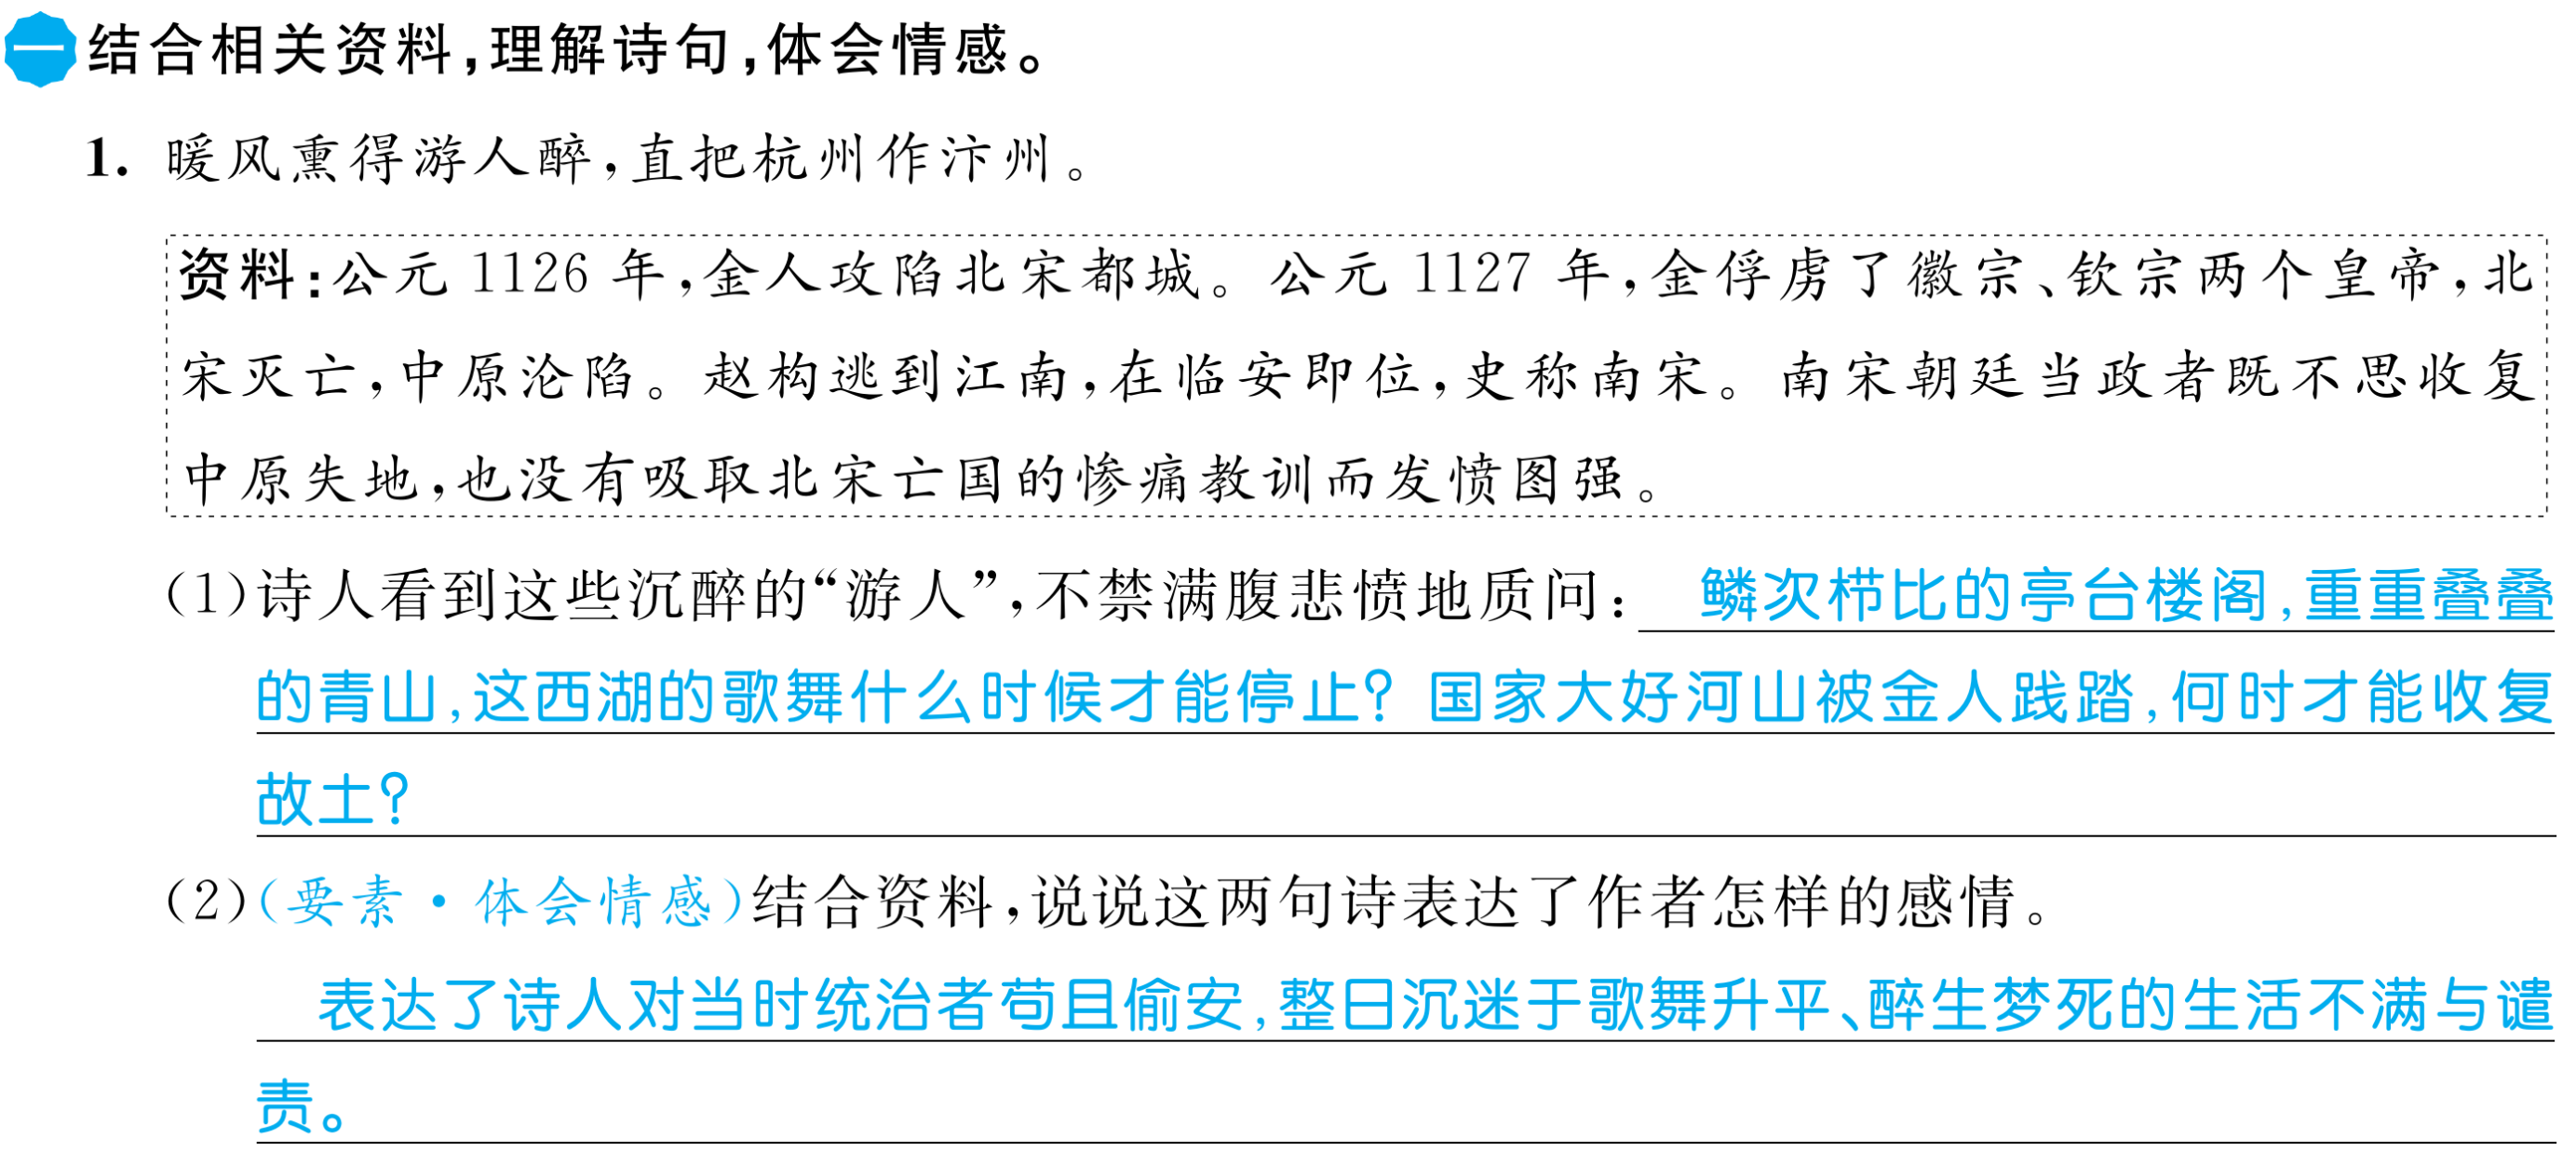 一 结合相关资料,理解诗句,体会情感。
1. 暖风熏得游人醉,直把杭州作汴州。
资料:公元 1126 年,金人攻陷北宋都城。公元 1127 年,金俘虏了徽宗、钦宗两个皇帝,北
宋灭亡,中原沦陷。赵构逃到江南,在临安即位,史称南宋。南宋朝廷当政者既不思收复
中原失地,也没有吸取北宋亡国的惨痛教训而发愤图强。
(1)诗人看到这些沉醉的“游人”,不禁满腹悲愤地质问: 鳞次栉比的亭台楼阁,重重叠叠
的青山,这西湖的歌舞什么时候才能停止? 国家大好河山被金人践踏,何时才能收复
故土?
(2)(要素·体会情感)结合资料,说说这两句诗表达了作者怎样的感情。
表达了诗人对当时统治者苟且偷安,整日沉迷于歌舞升平、醉生梦死的生活不满与谴
责。